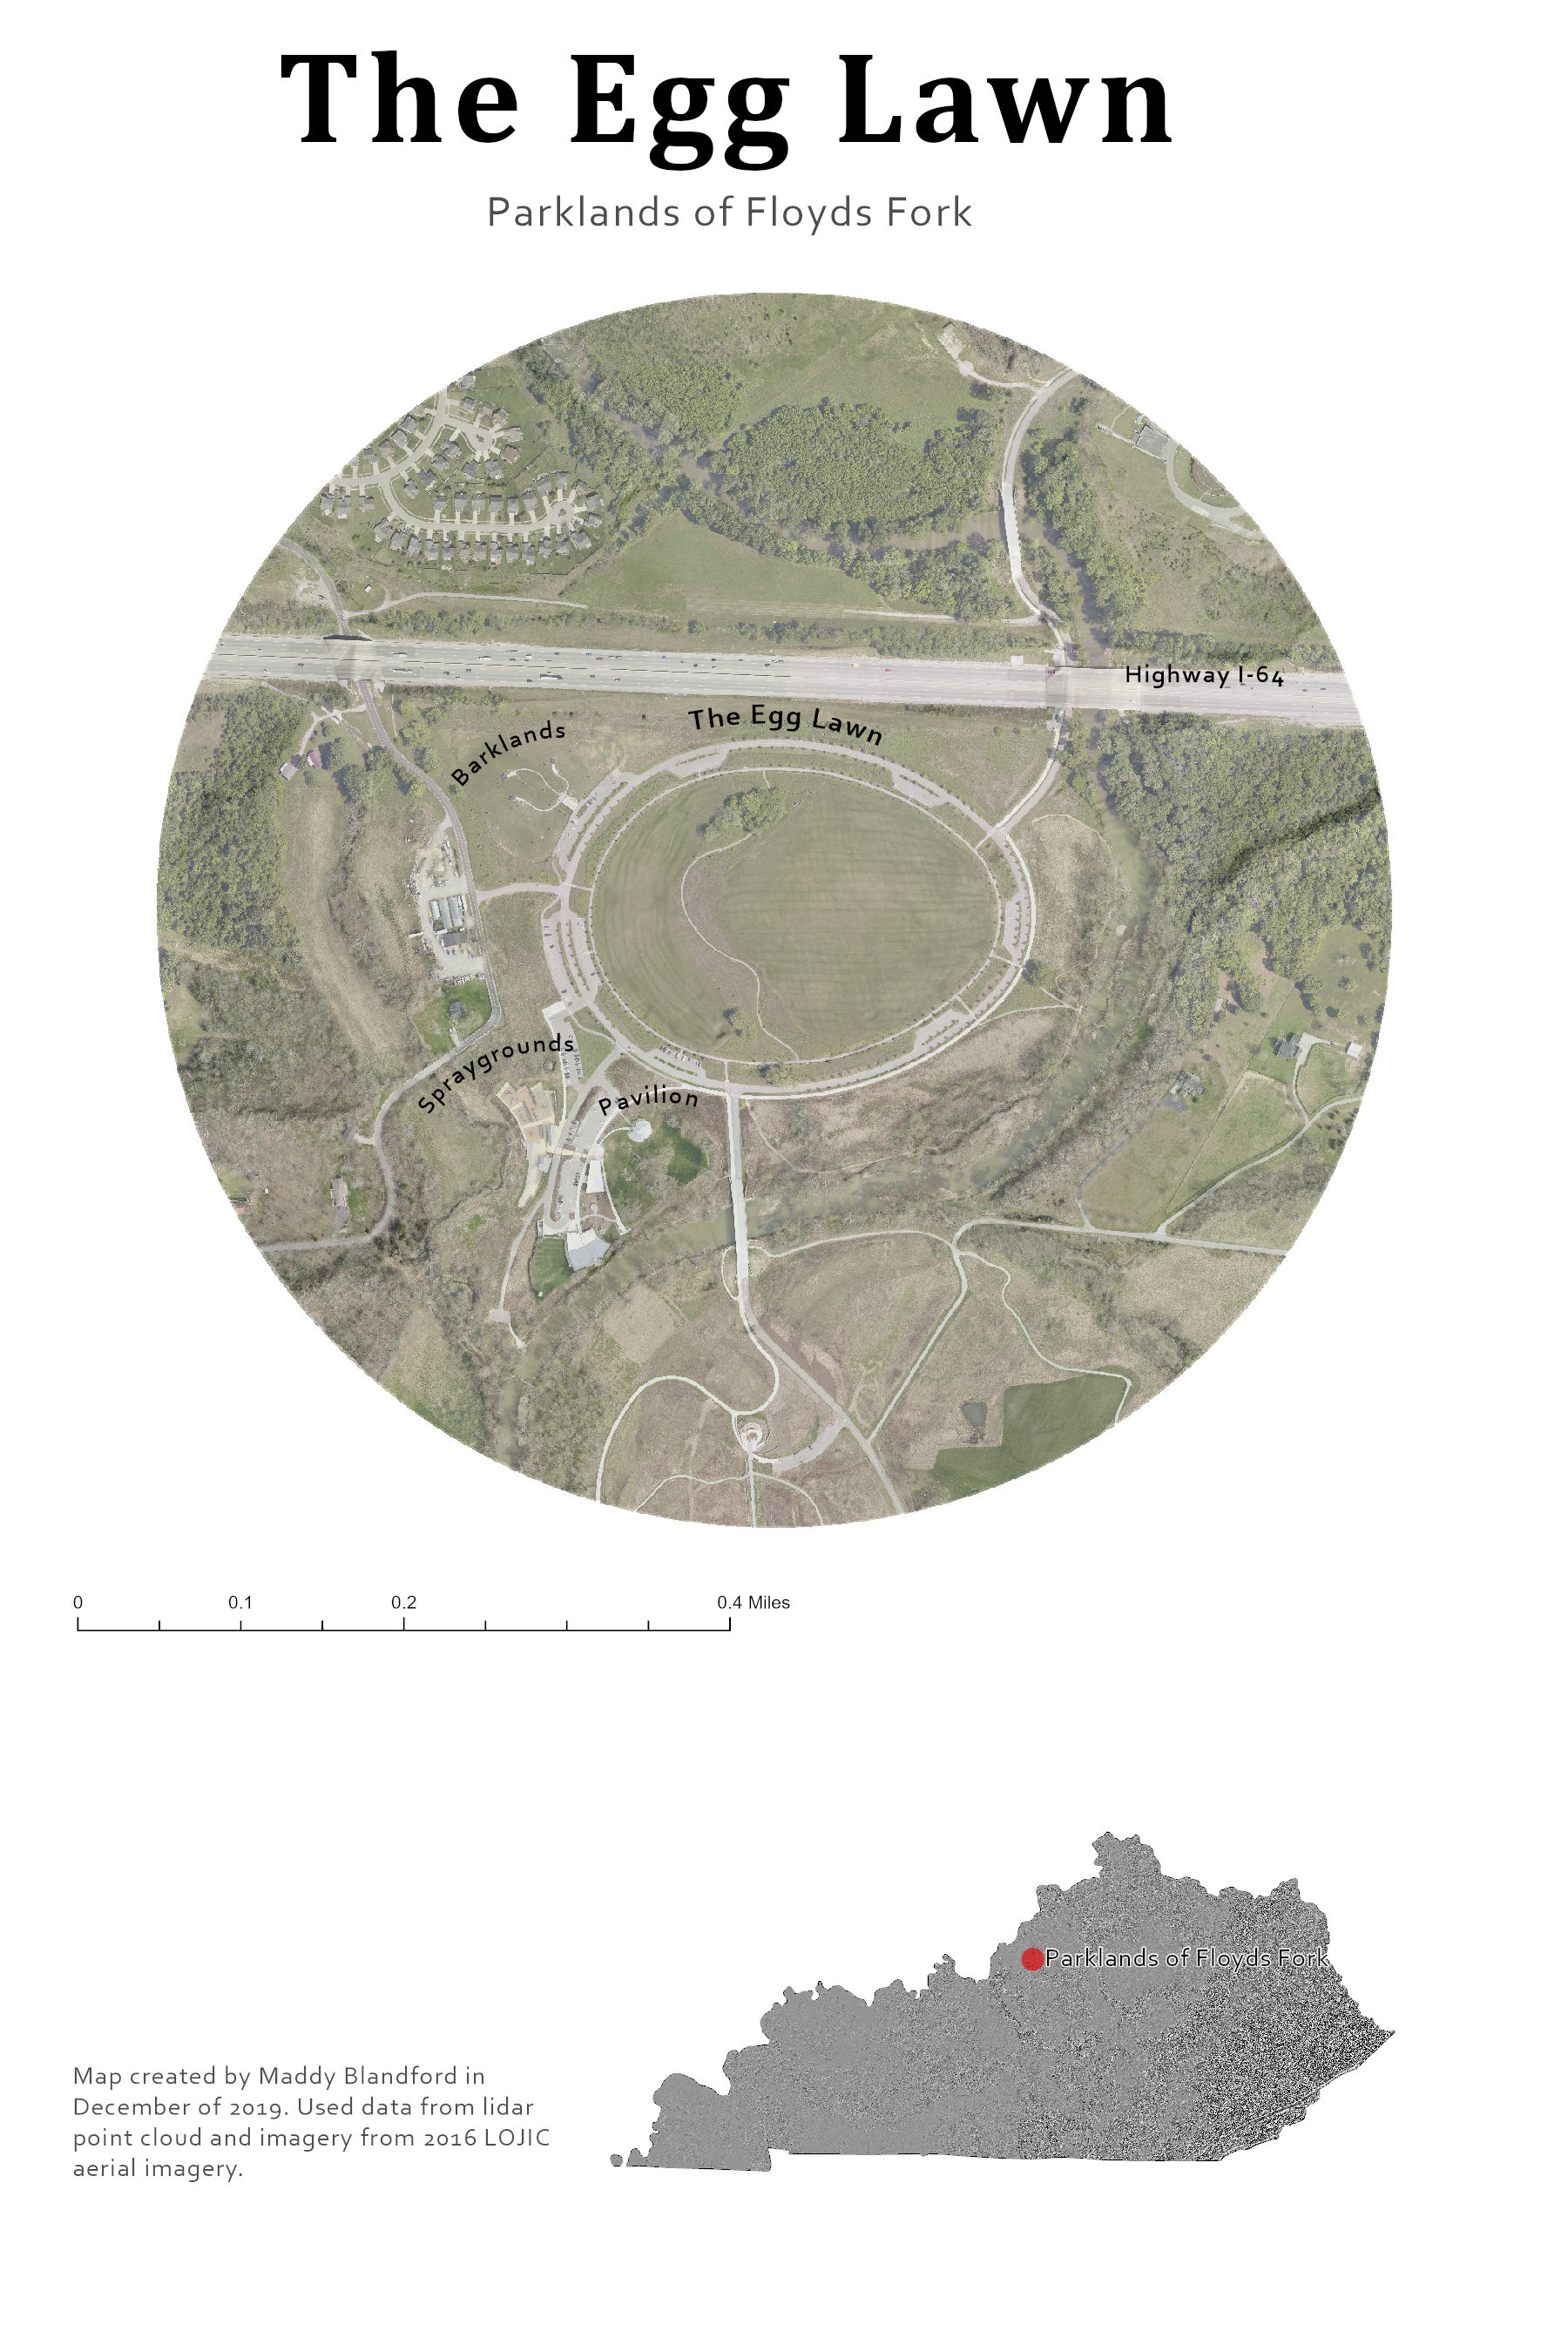 The Egg Lawn
Parklands of Floyds Fork
Highway I-64
The Egg Lawn
Barklands
Spraygrounds
Pavilion
0 0.1 0.2 0.4 Miles
Parklands of Floyds Fork
Map created by Maddy Blandford in
December of 2019. Used data from lidar
point cloud and imagery from 2016 LOJIC
aerial imagery.